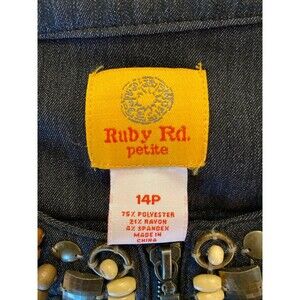 Ruby Rd.
petite
14P
75% POLYESTER
21% RAYON
4% SPANDEX
MADE IN
CHINA